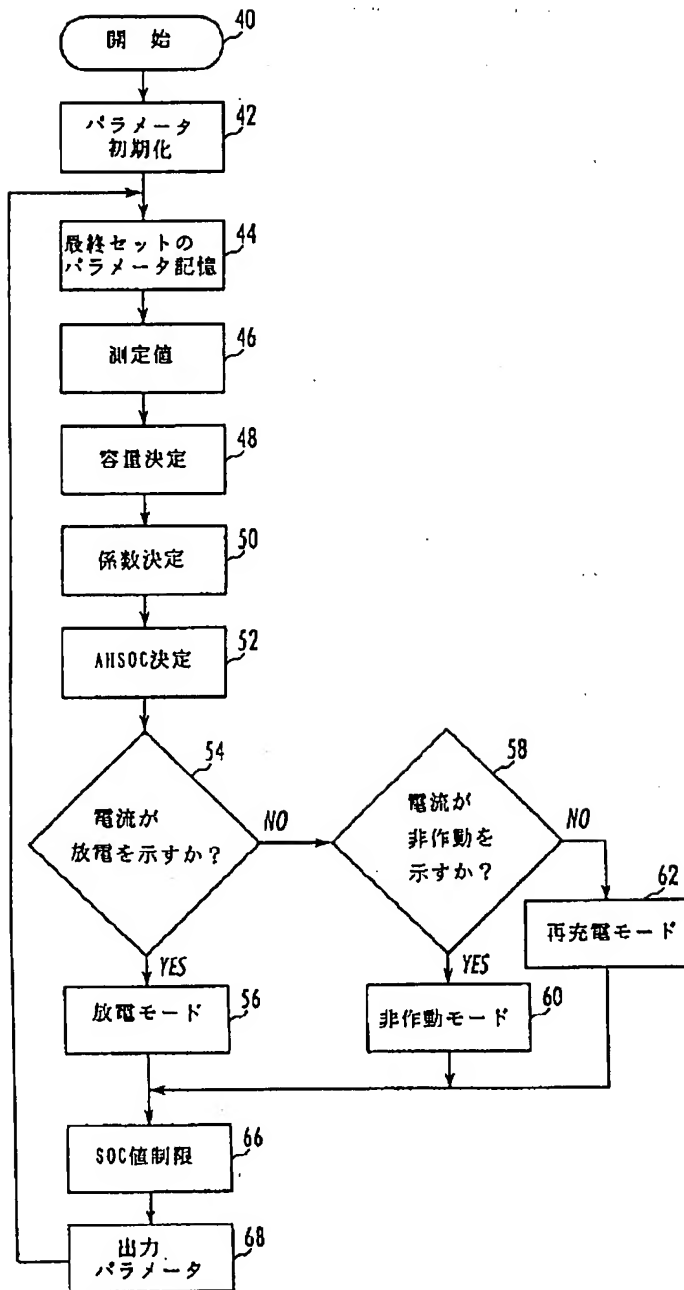 開 始
40
パラメータ
初期化
42
最終セットの
パラメータ記憶
44
測定値
46
容量決定
48
係数決定
50
AHSOC決定
52
電流が
放電を示すか?
54
NO
電流が
非作動を
示すか?
58
NO
再充電モード
62
YES
放電モード
56
YES
非作動モード
60
SOC値制限
66
出力
パラメータ
68